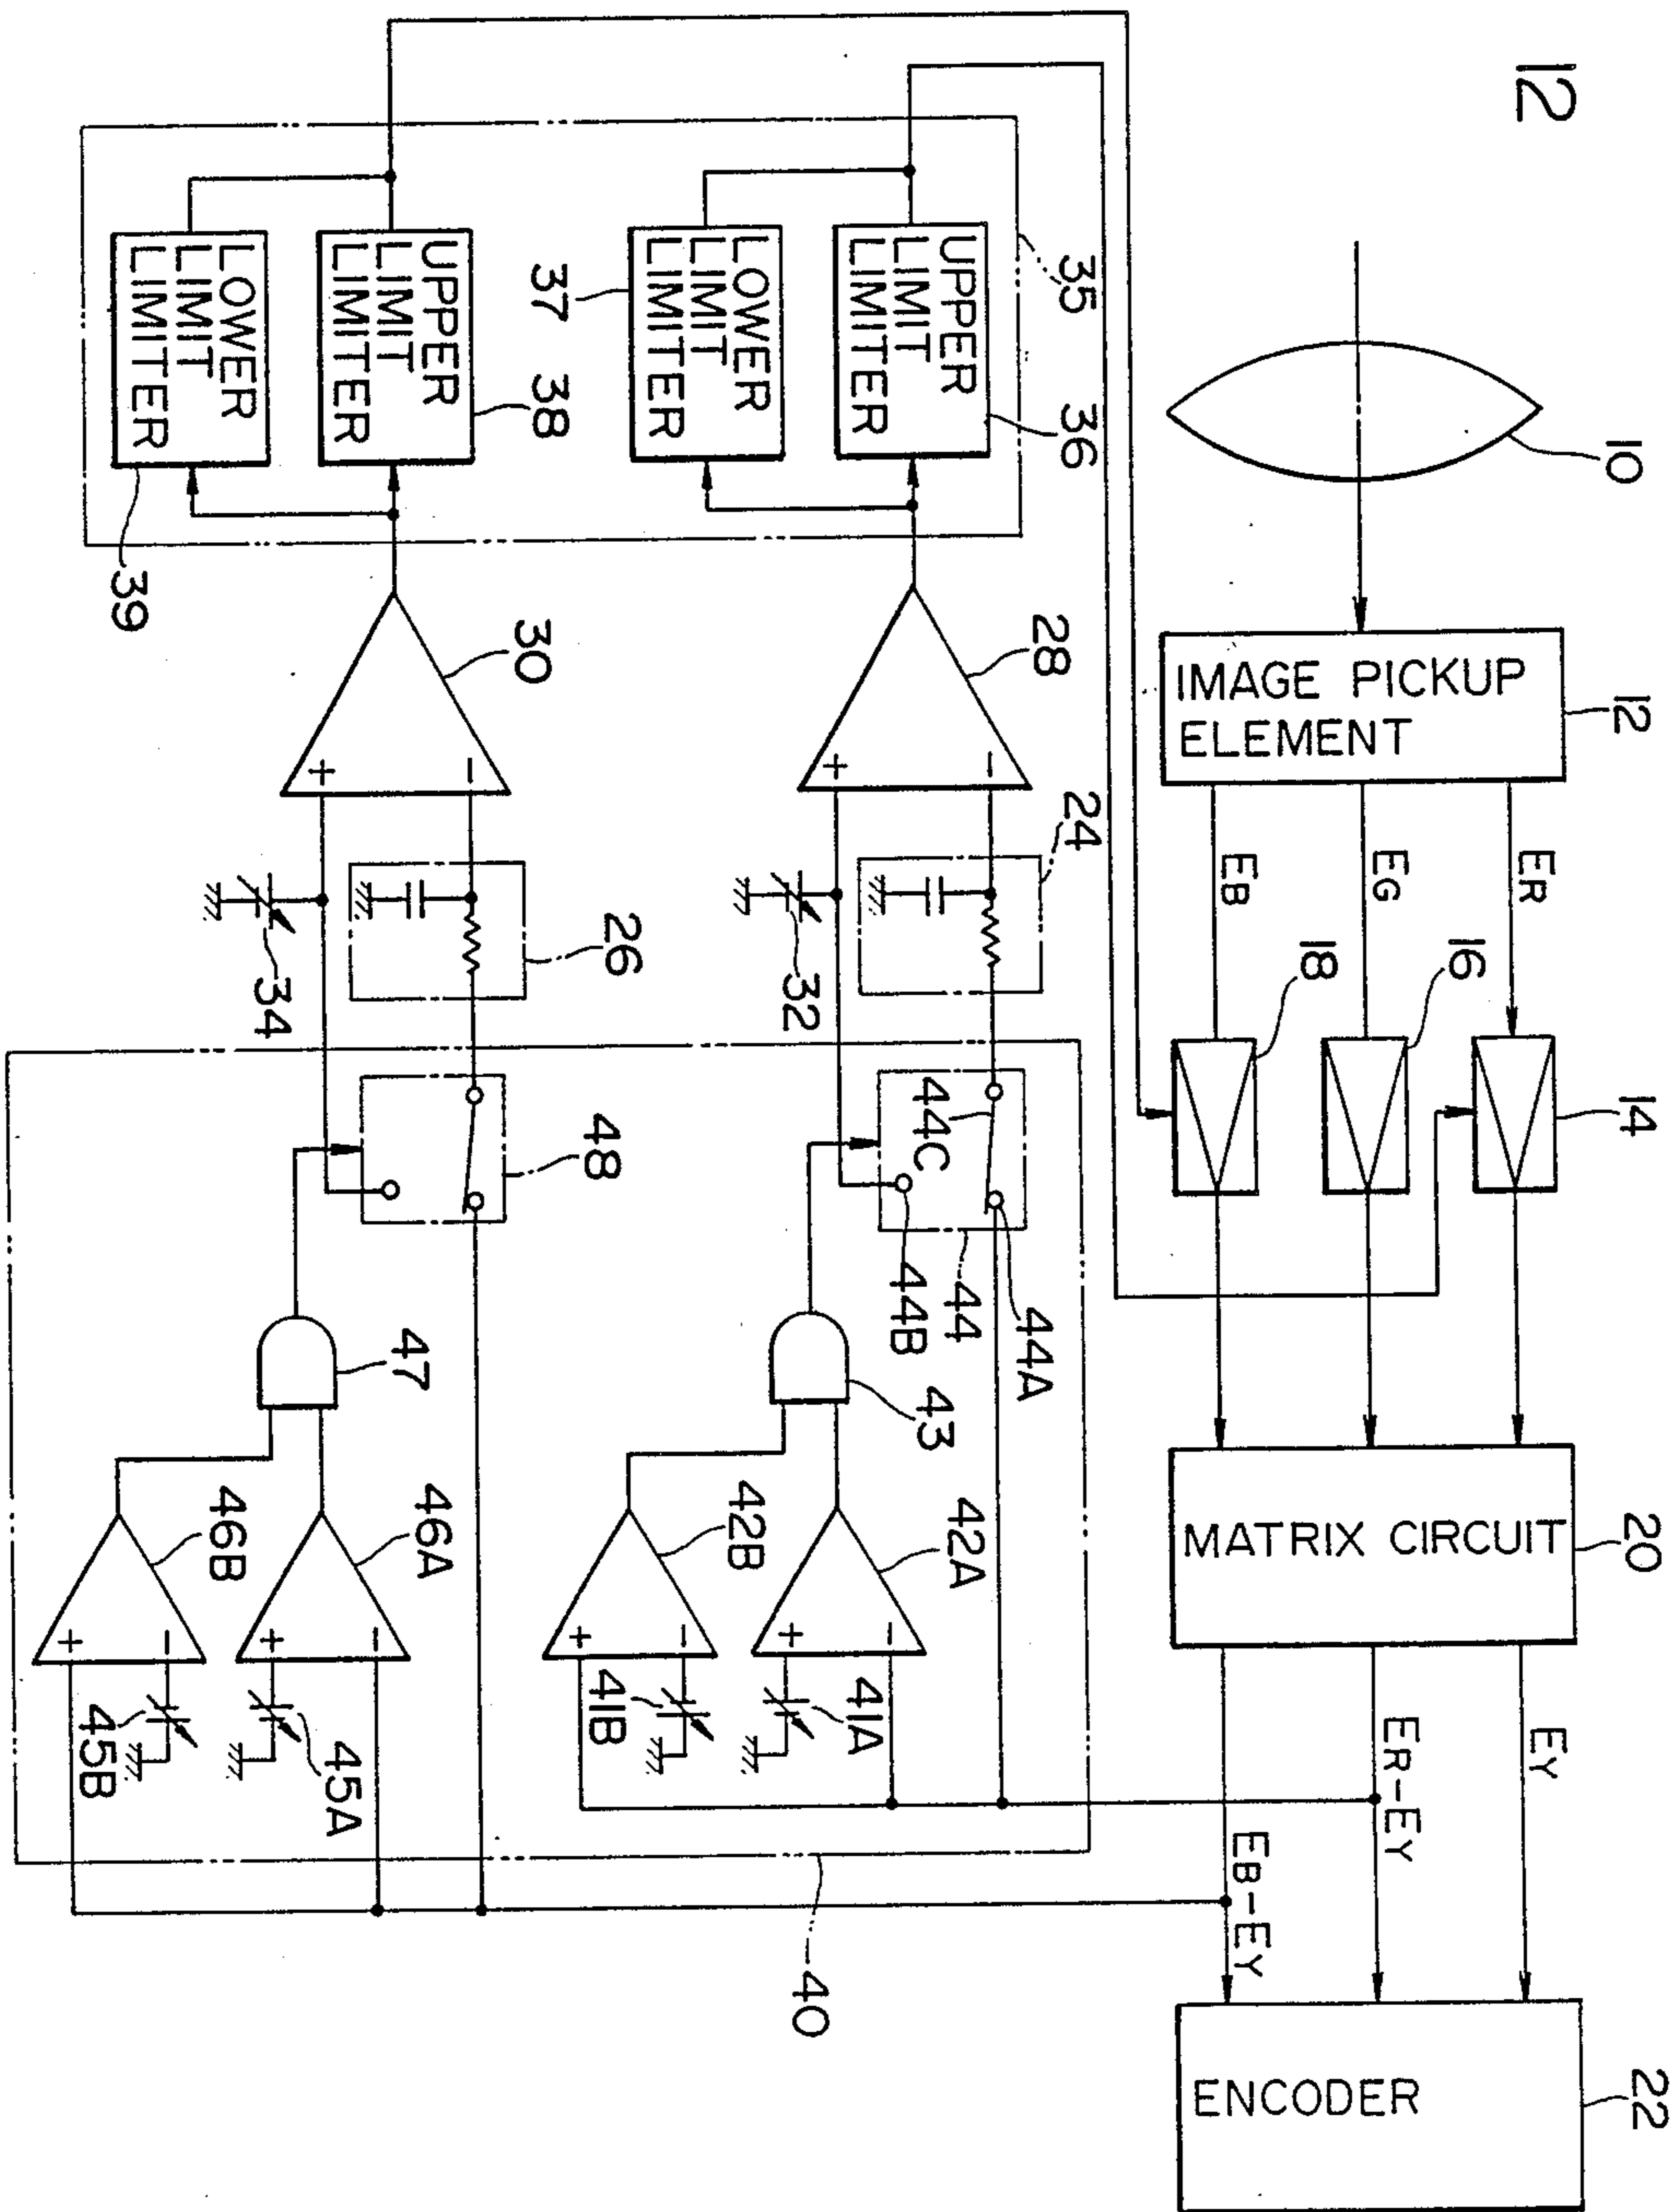 12
10
IMAGE PICKUP
ELEMENT
12
ER
EG
EB
14
16
18
MATRIX CIRCUIT
20
EY
ER-EY
EB-EY
ENCODER
22
35
UPPER
LIMIT
LIMITER
36
LOWER
LIMIT
LIMITER
37
UPPER
LIMIT
LIMITER
38
LOWER
LIMIT
LIMITER
39
28
-
+
24
32
44C
44A
44B
44
43
42A
-
+
41A
42B
-
+
41B
30
-
+
26
34
48
47
46A
-
+
45A
46B
-
+
45B
40